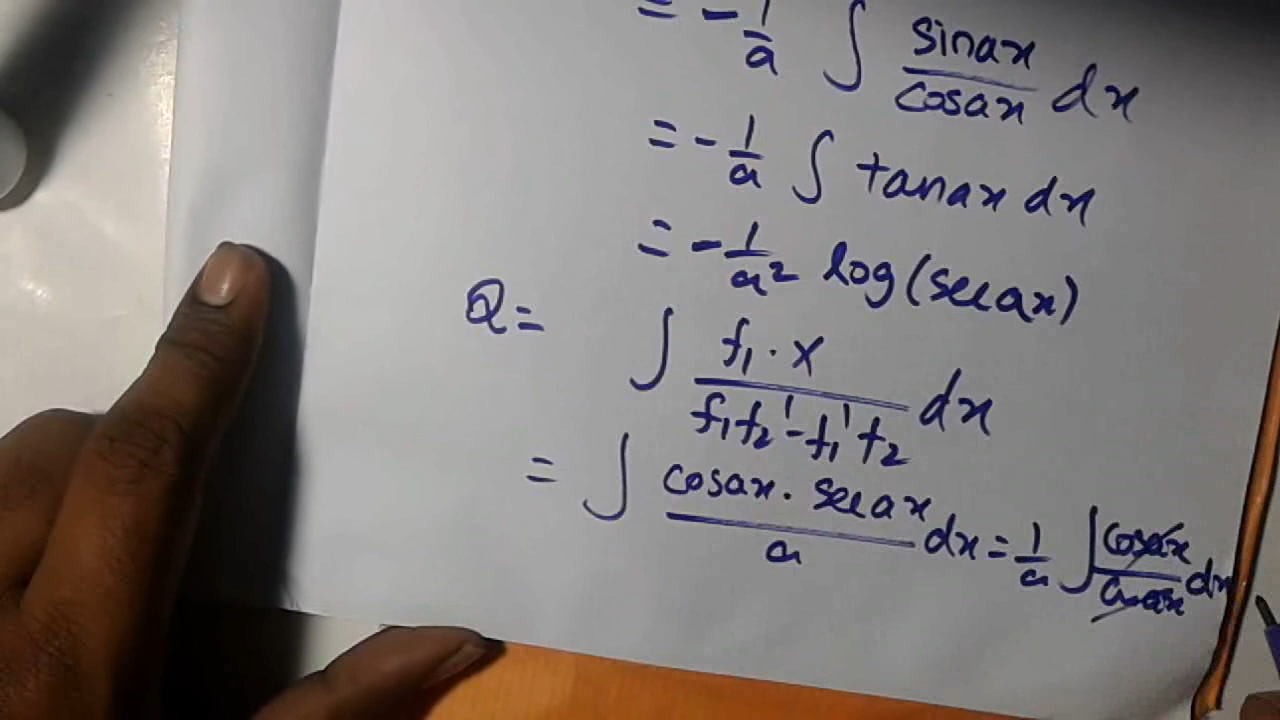 = - 1/a ∫ sinax/cosax dx
= - 1/a ∫ tanax dx
= - 1/a² log(secax)
Q = ∫ f₁ · X / f₁f₂' - f₁'f₂ dx
= ∫ cosax · secax / a dx = 1/a ∫ cosax/cosax dx